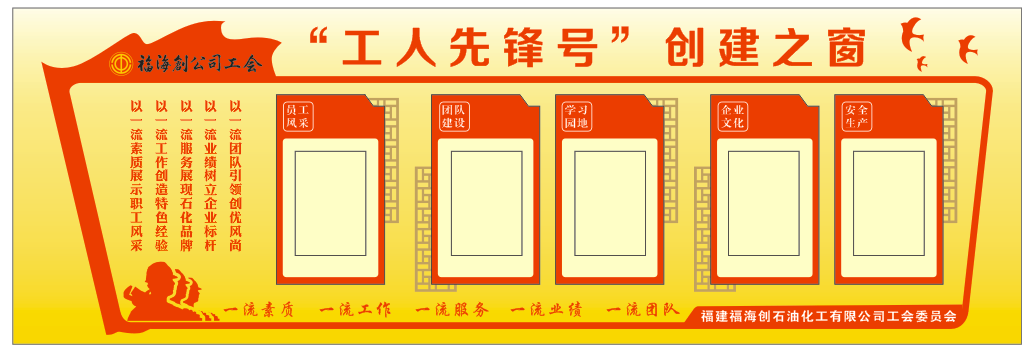 福海創公司工会
“工人先锋号”创建之窗
以一流团队引领创优风尚
以一流业绩树立企业标杆
以一流服务展现石化品牌
以一流工作创造特色经验
以一流素质展示职工风采
员工
风采
团队
建设
学习
园地
企业
文化
安全
生产
一流素质 一流工作 一流服务 一流业绩 一流团队
福建福海创石油化工有限公司工会委员会